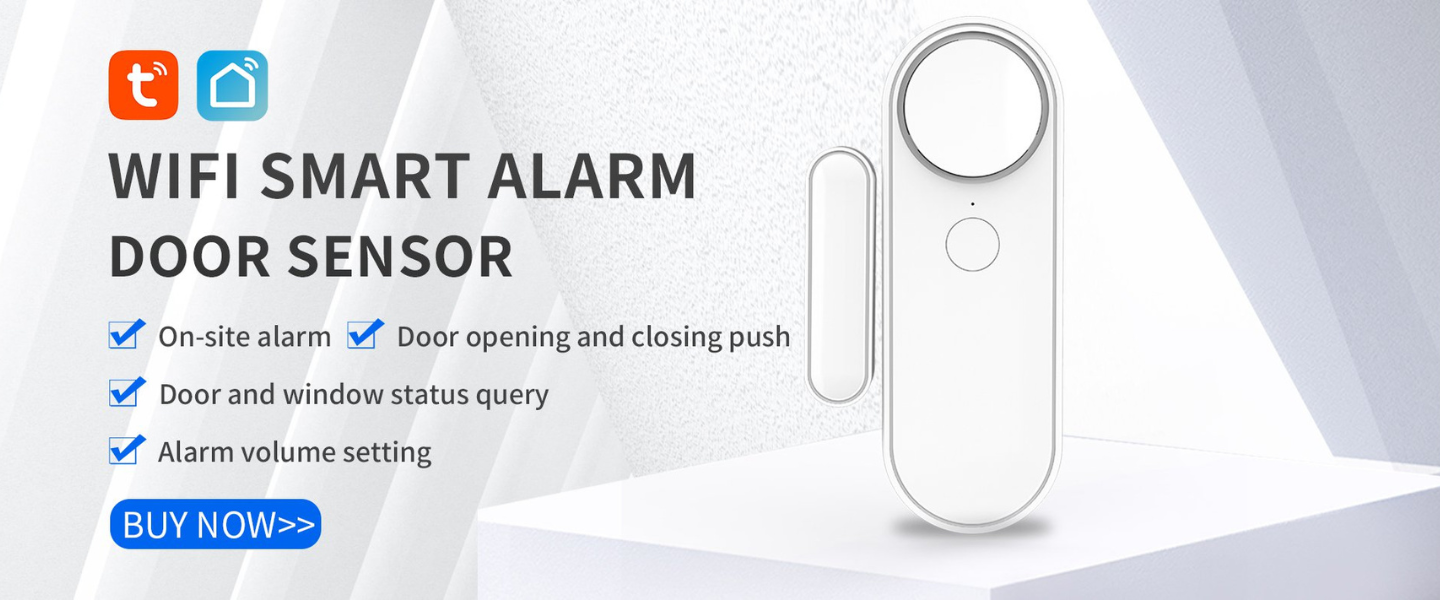 WIFI SMART ALARM
DOOR SENSOR
On-site alarm Door opening and closing push
Door and window status query
Alarm volume setting
BUY NOW>>